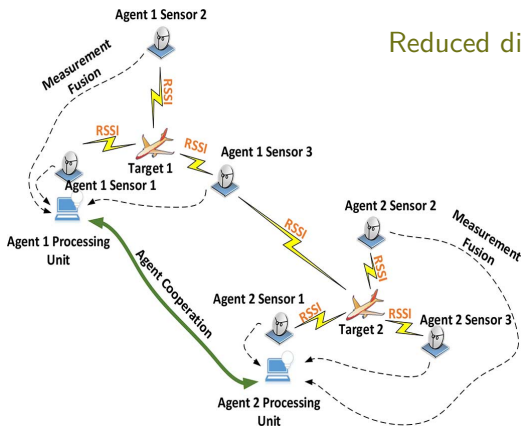 Agent 1 Sensor 2
Reduced di
Measurement
Fusion
RSSI
RSSI
RSSI
Agent 1 Sensor 3
Target 1
Agent 1 Sensor 1
Agent 1 Processing
Unit
Agent 2 Sensor 2
Measurement
Fusion
RSSI
RSSI
Agent Cooperation
Agent 2 Sensor 1
RSSI
RSSI
Target 2
Agent 2 Sensor 3
Agent 2 Processing
Unit